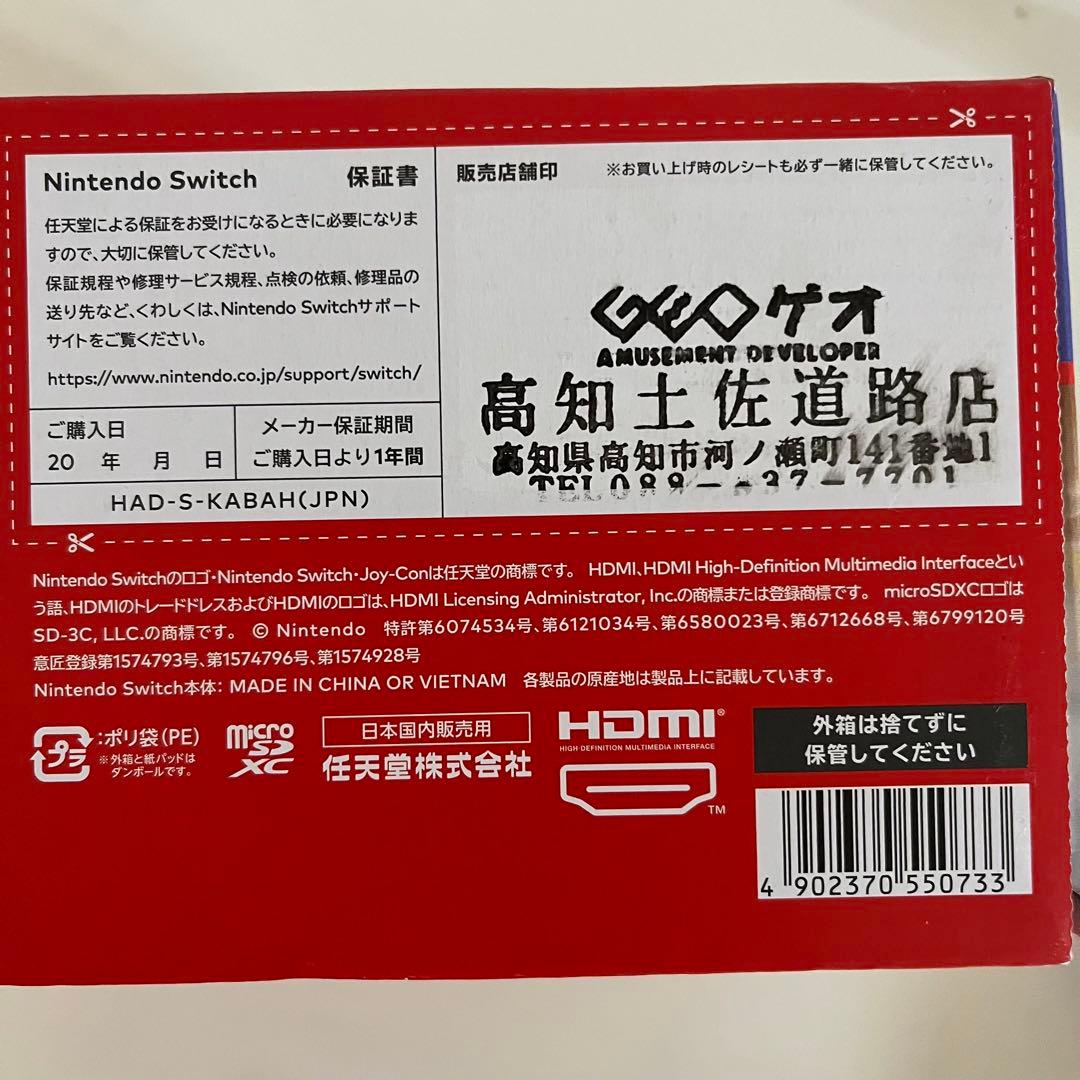 Nintendo Switch 保証書
任天堂による保証をお受けになるときに必要になりま
すので、大切に保管してください。
保証規程や修理サービス規程、点検の依頼、修理品の
送り先など、くわしくは、Nintendo Switchサポート
サイトをご覧ください。
https://www.nintendo.co.jp/support/switch/
ご購入日
20 年 月 日
メーカー保証期間
ご購入日より1年間
HAD-S-KABAH(JPN)
販売店舗印 ※お買い上げ時のレシートも必ず一緒に保管してください。
GEOゲオ
AMUSEMENT DEVELOPER
高知土佐道路店
高知県高知市河ノ瀬町141番地1
TEL088-837-7701
Nintendo Switchのロゴ・Nintendo Switch・Joy-Conは任天堂の商標です。 HDMI、HDMI High-Definition Multimedia Interfaceとい
う語、HDMIのトレードドレスおよびHDMIのロゴは、HDMI Licensing Administrator, Inc.の商標または登録商標です。 microSDXCロゴは
SD-3C, LLC.の商標です。 © Nintendo 特許第6074534号、第6121034号、第6580023号、第6712668号、第6799120号
意匠登録第1574793号、第1574796号、第1574928号
Nintendo Switch本体: MADE IN CHINA OR VIETNAM 各製品の原産地は製品上に記載しています。
プラ
:ポリ袋(PE)
※外箱と紙パッドは
ダンボールです。
micro
SD
XC
日本国内販売用
任天堂株式会社
HDMI®
HIGH-DEFINITION MULTIMEDIA INTERFACE
TM
外箱は捨てずに
保管してください
4 902370 550733